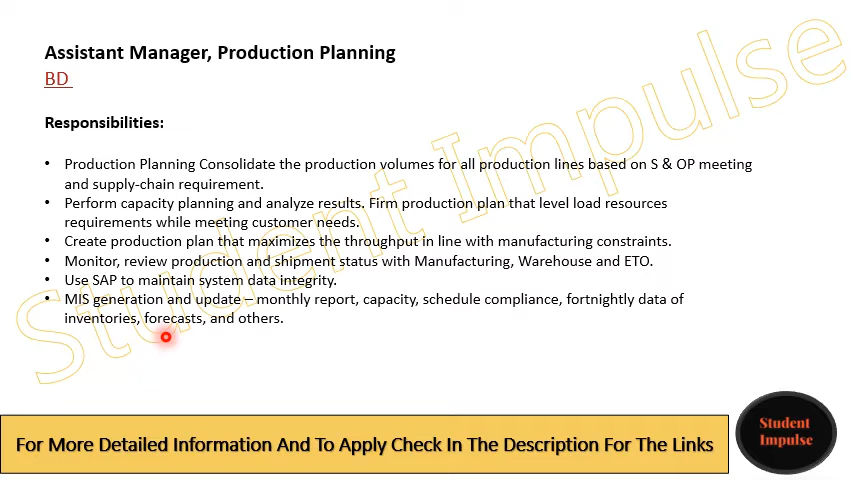 Assistant Manager, Production Planning
BD
Responsibilities:
• Production Planning Consolidate the production volumes for all production lines based on S & OP meeting
and supply-chain requirement.
• Perform capacity planning and analyze results. Firm production plan that level load resources
requirements while meeting customer needs.
• Create production plan that maximizes the throughput in line with manufacturing constraints.
• Monitor, review production and shipment status with Manufacturing, Warehouse and ETO.
• Use SAP to maintain system data integrity.
• MIS generation and update – monthly report, capacity, schedule compliance, fortnightly data of
inventories, forecasts, and others.
Student Impulse
For More Detailed Information And To Apply Check In The Description For The Links
Student
Impulse